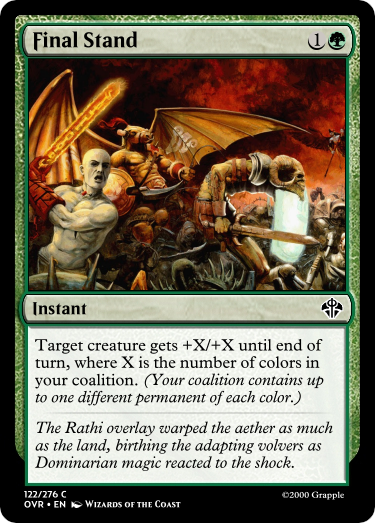 Final Stand 1
Instant
Target creature gets +X/+X until end of
turn, where X is the number of colors in
your coalition. (Your coalition contains up
to one different permanent of each color.)
The Rathi overlay warped the aether as much
as the land, birthing the adapting volvers as
Dominarian magic reacted to the shock.
122/276 C
OVR • EN Wizards of the Coast ©2000 Grapple